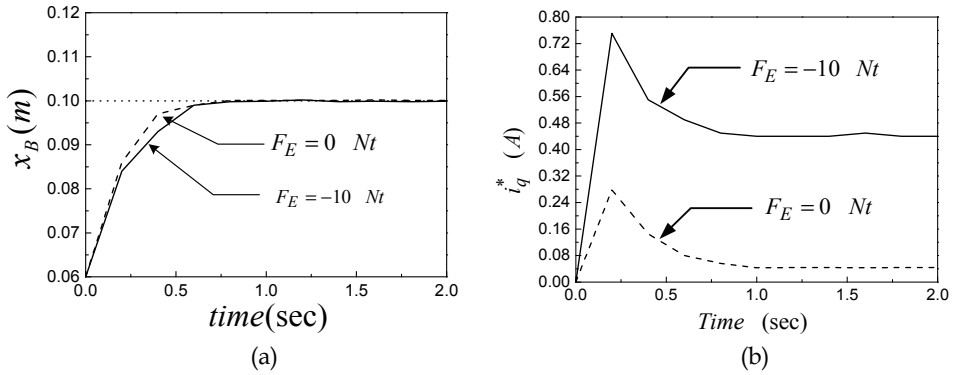 0.12
0.11
0.10
0.09
0.08
0.07
0.06
x_B (m)
F_E = 0 Nt
F_E = −10 Nt
0.0 0.5 1.0 1.5 2.0
time(sec)
(a)
0.80
0.72
0.64
0.56
0.48
0.40
0.32
0.24
0.16
0.08
0.00
i_q^* (A)
F_E = −10 Nt
F_E = 0 Nt
0.0 0.5 1.0 1.5 2.0
Time (sec)
(b)